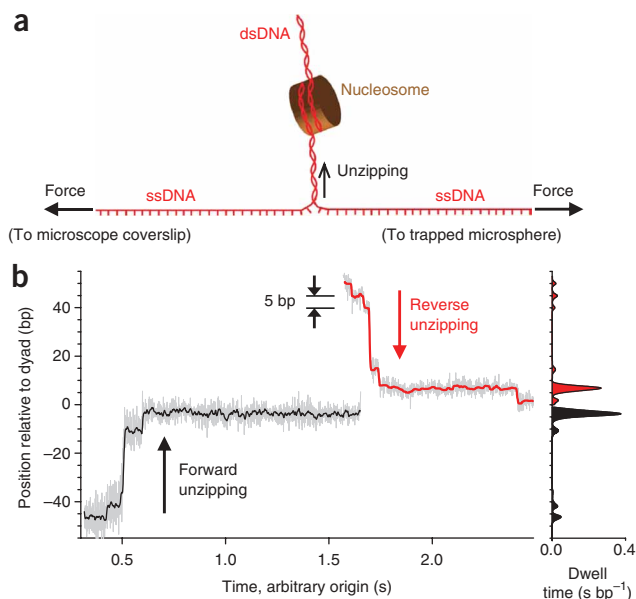 a
dsDNA
Nucleosome
Unzipping
Force
ssDNA
ssDNA
Force
(To microscope coverslip)
(To trapped microsphere)
b
Position relative to dyad (bp)
40
20
0
−20
−40
5 bp
Reverse
unzipping
Forward
unzipping
0.5
1.0
1.5
2.0
Time, arbitrary origin (s)
0.0
0.4
Dwell
time (s bp⁻¹)